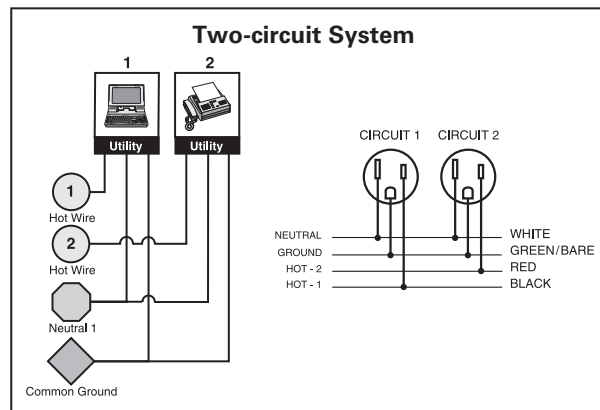 Two-circuit System
1 2
Utility Utility
1
Hot Wire
2
Hot Wire
Neutral 1
Common Ground
CIRCUIT 1 CIRCUIT 2
NEUTRAL WHITE
GROUND GREEN/BARE
HOT - 2 RED
HOT - 1 BLACK